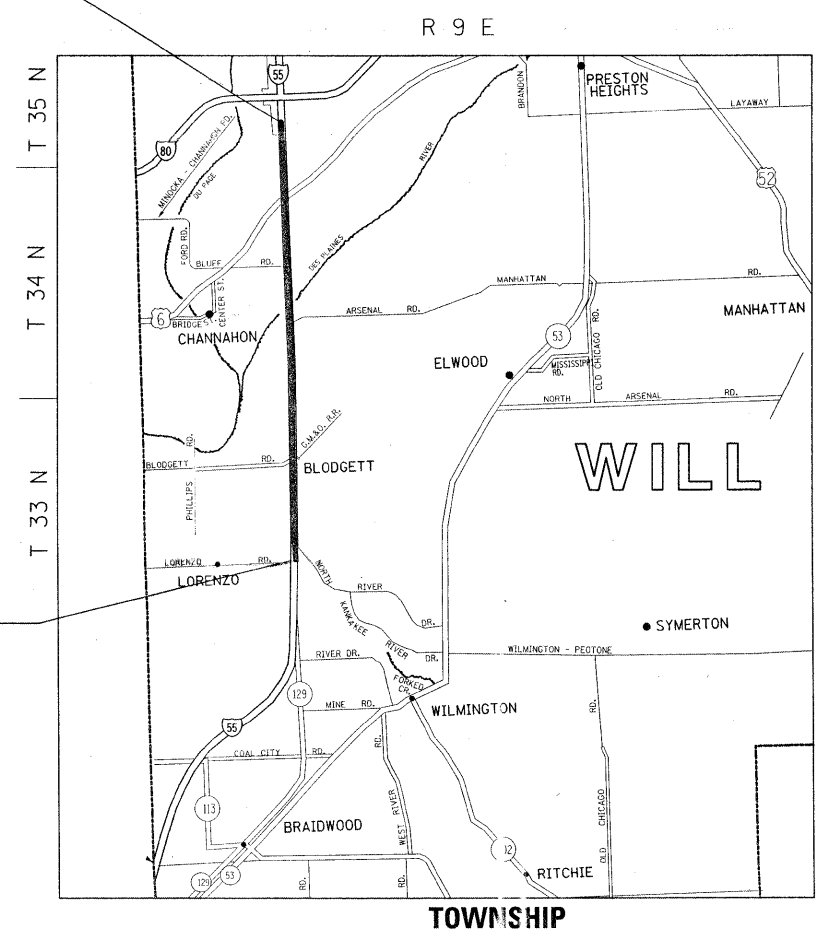 R 9 E
T 35 N
T 34 N
T 33 N
55
PRESTON
HEIGHTS
BRANDON
LAYAWAY
80
MINOOKA - CHANNAHON RD.
DU PAGE
RIVER
52
FORD RD.
BLUFF RD.
DES PLAINES
CENTER ST.
MANHATTAN RD.
MANHATTAN
6
BRIDGE ST.
CHANNAHON
ARSENAL RD.
53
OLD CHICAGO RD.
ELWOOD
MISSISSIPPI
RD.
NORTH ARSENAL RD.
G.M.& O. R.R.
BLODGETT RD.
BLODGETT
PHILLIPS RD.
WILL
LORENZO RD.
LORENZO
NORTH RIVER DR.
KANKAKEE RIVER
DR.
SYMERTON
RIVER DR.
WILMINGTON - PEOTONE
FORKED
CR.
129
MINE RD.
WILMINGTON
RD.
55
COAL CITY RD.
113
WEST RIVER RD.
OLD CHICAGO
BRAIDWOOD
RITCHIE
129
53
RD.
RD.
TOWNSHIP